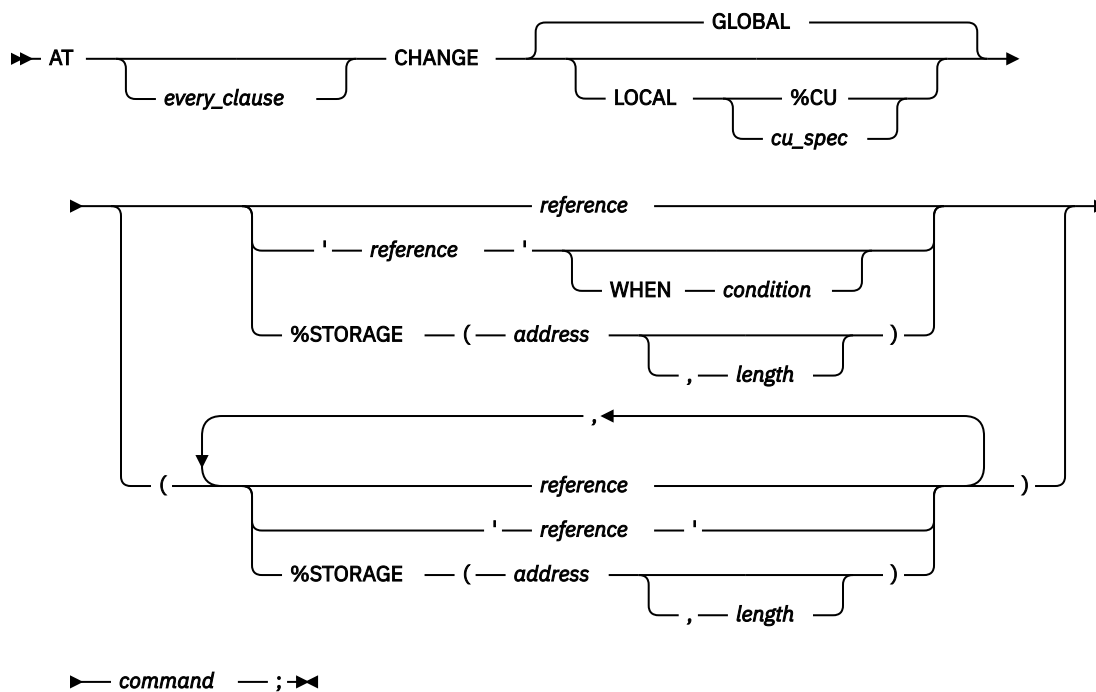 GLOBAL
AT CHANGE
every_clause LOCAL %CU
cu_spec
reference
' reference '
WHEN condition
%STORAGE ( address )
, length
,
( reference )
' reference '
%STORAGE ( address )
, length
command ;